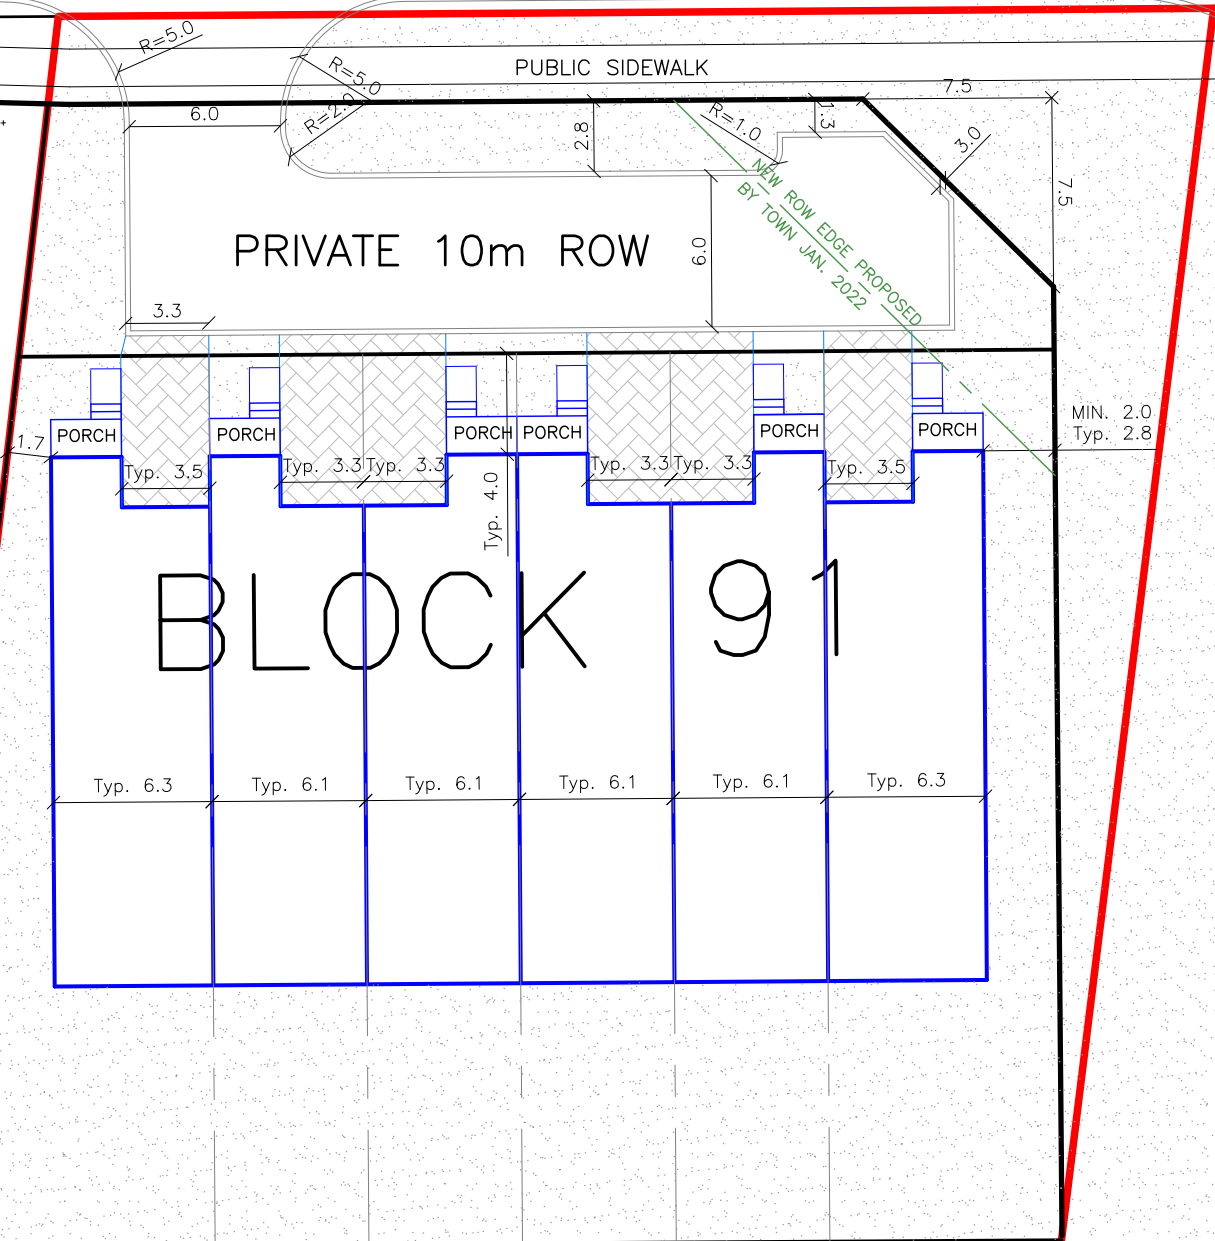 R=5.0
PUBLIC SIDEWALK
R=5.0
7.5
6.0
R=2.0
2.8
R=1.0
1.3
3.0
7.5
NEW ROW EDGE PROPOSED
BY TOWN JAN. 2022
PRIVATE 10m ROW
6.0
3.3
MIN. 2.0
Typ. 2.8
1.7
PORCH
PORCH
PORCH
PORCH
PORCH
PORCH
Typ. 3.5
Typ. 3.3
Typ. 3.3
Typ. 4.0
Typ. 3.3
Typ. 3.3
Typ. 3.5
BLOCK 91
Typ. 6.3
Typ. 6.1
Typ. 6.1
Typ. 6.1
Typ. 6.1
Typ. 6.3